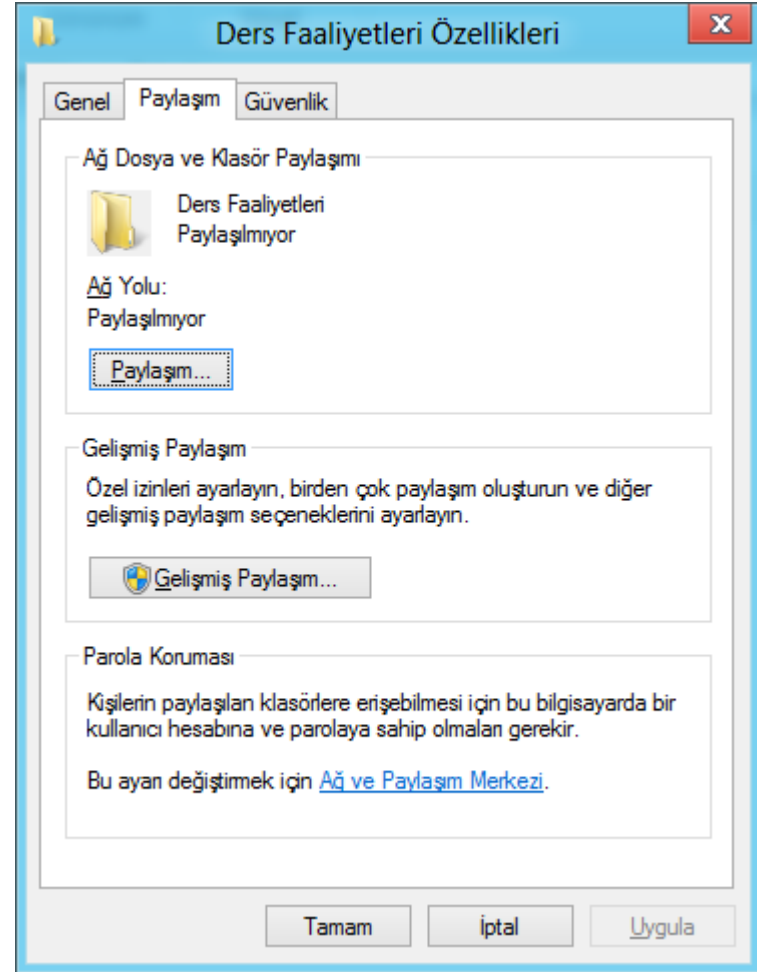 Ders Faaliyetleri Özellikleri
Genel
Paylaşım
Güvenlik
Ağ Dosya ve Klasör Paylaşımı
Ders Faaliyetleri
Paylaşılmıyor
Ağ Yolu:
Paylaşılmıyor
Paylaşım...
Gelişmiş Paylaşım
Özel izinleri ayarlayın, birden çok paylaşım oluşturun ve diğer
gelişmiş paylaşım seçeneklerini ayarlayın.
Gelişmiş Paylaşım...
Parola Koruması
Kişilerin paylaşılan klasörlere erişebilmesi için bu bilgisayarda bir
kullanıcı hesabına ve parolaya sahip olmaları gerekir.
Bu ayarı değiştirmek için Ağ ve Paylaşım Merkezi.
Tamam
İptal
Uygula